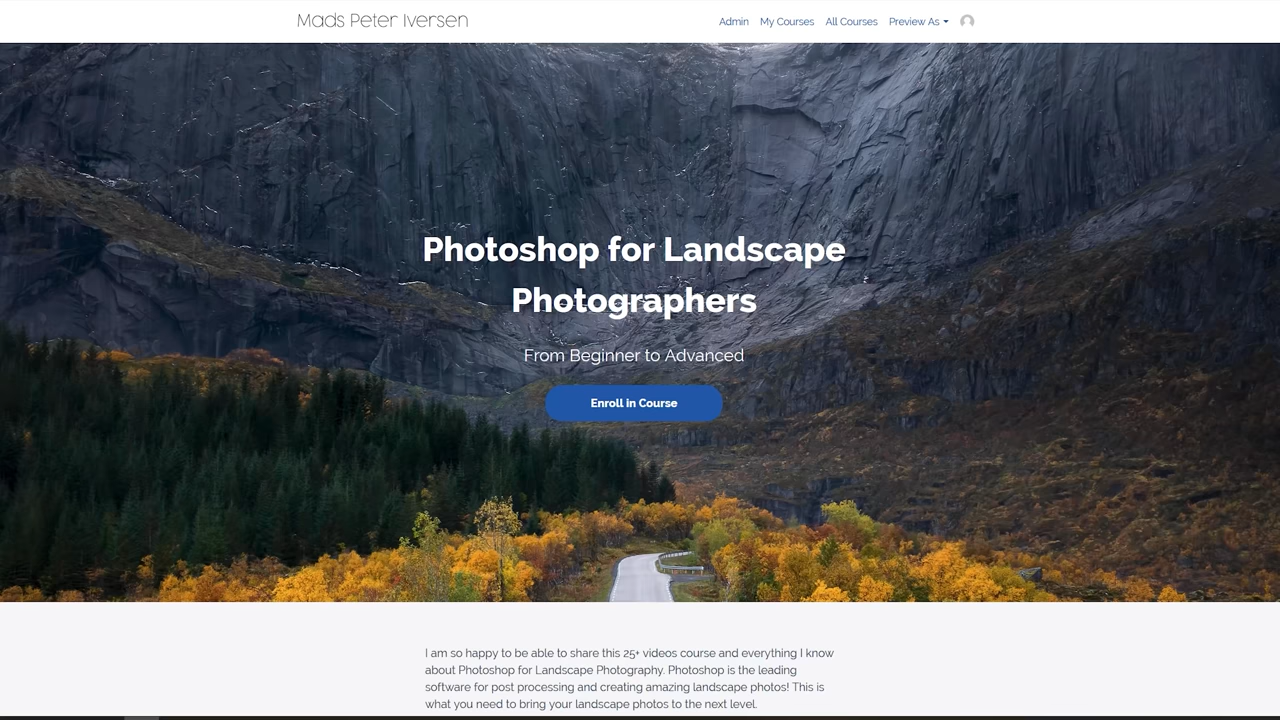 Mads Peter Iversen
Admin My Courses All Courses Preview As
Photoshop for Landscape
Photographers
From Beginner to Advanced
Enroll in Course
I am so happy to be able to share this 25+ videos course and everything I know
about Photoshop for Landscape Photography. Photoshop is the leading
software for post processing and creating amazing landscape photos! This is
what you need to bring your landscape photos to the next level.